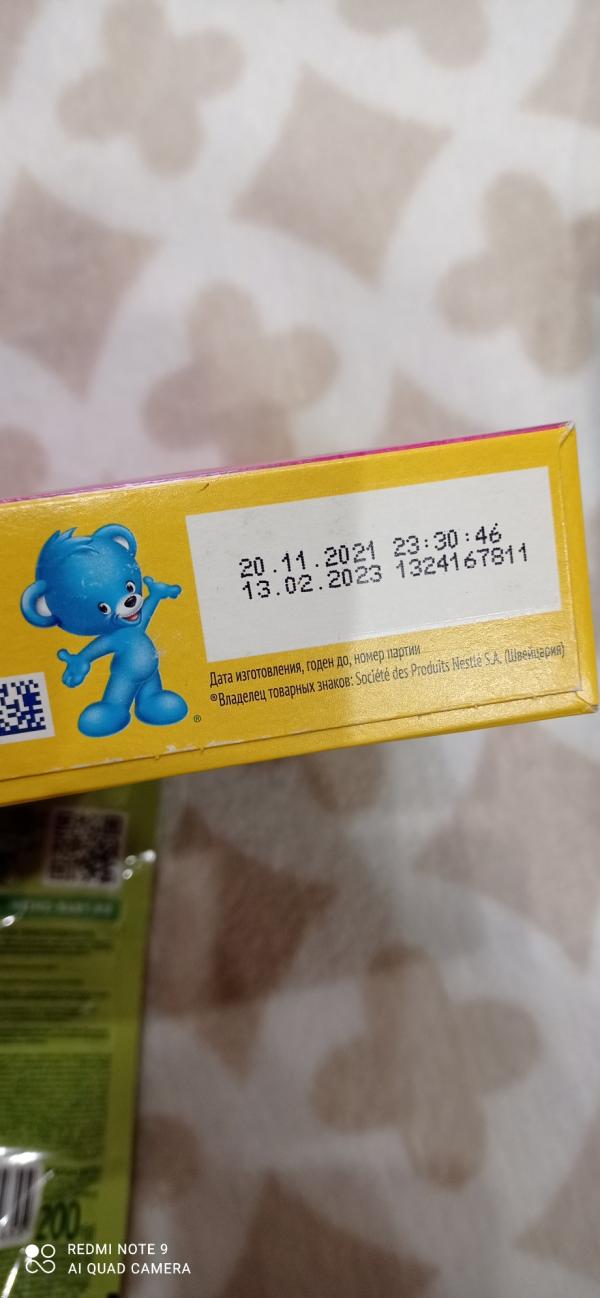 20.11.2021 23:30:46
13.02.2023 1324167811
Дата изготовления, годен до, номер партии
®Владелец товарных знаков: Société des Produits Nestlé S.A. (Швейцария)
®
200
REDMI NOTE 9
AI QUAD CAMERA